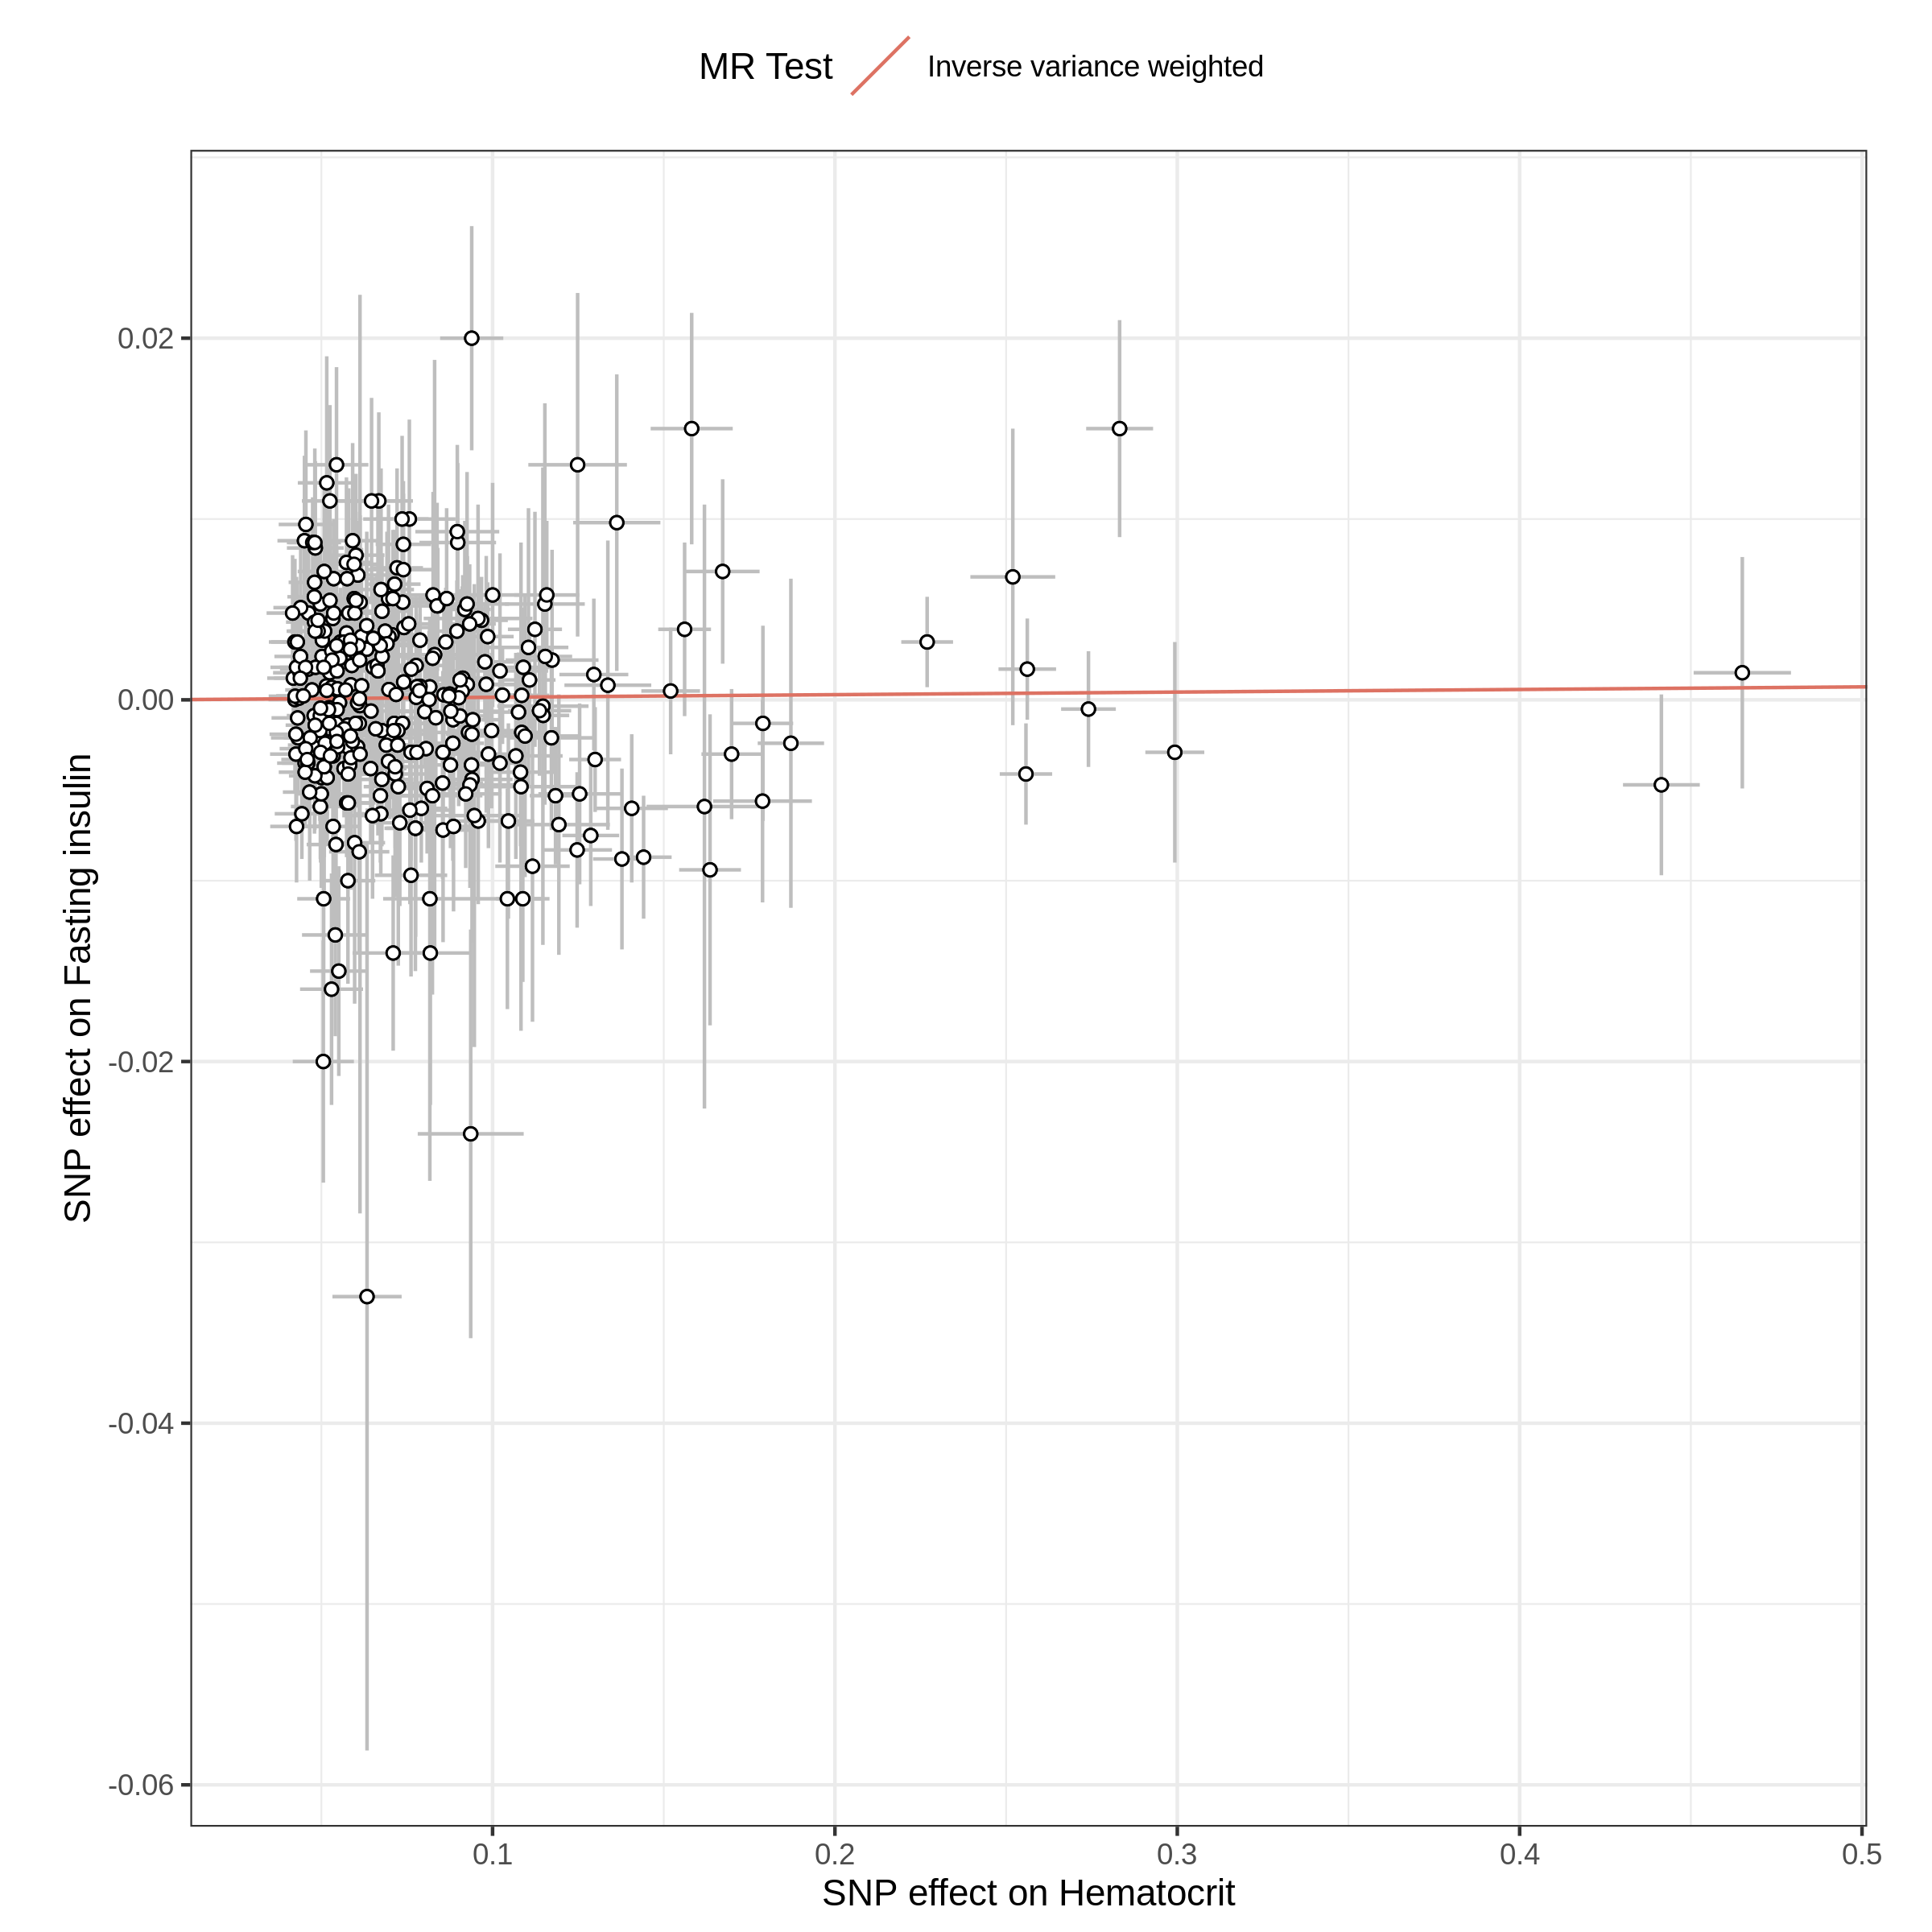 MR Test
Inverse variance weighted
SNP effect on Fasting insulin
0.02
0.00
-0.02
-0.04
-0.06
0.1
0.2
0.3
0.4
0.5
SNP effect on Hematocrit